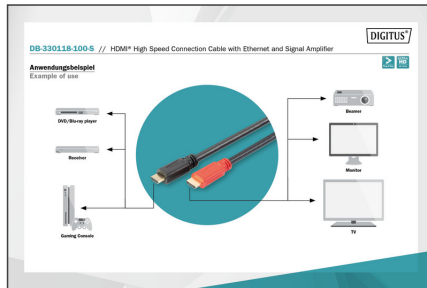 DIGITUS®
DB-330118-100-S // HDMI® High Speed Connection Cable with Ethernet and Signal Amplifier
Anwendungsbeispiel
Example of use
HD
DVD/Blu-ray player
Receiver
Gaming Console
Beamer
Monitor
TV